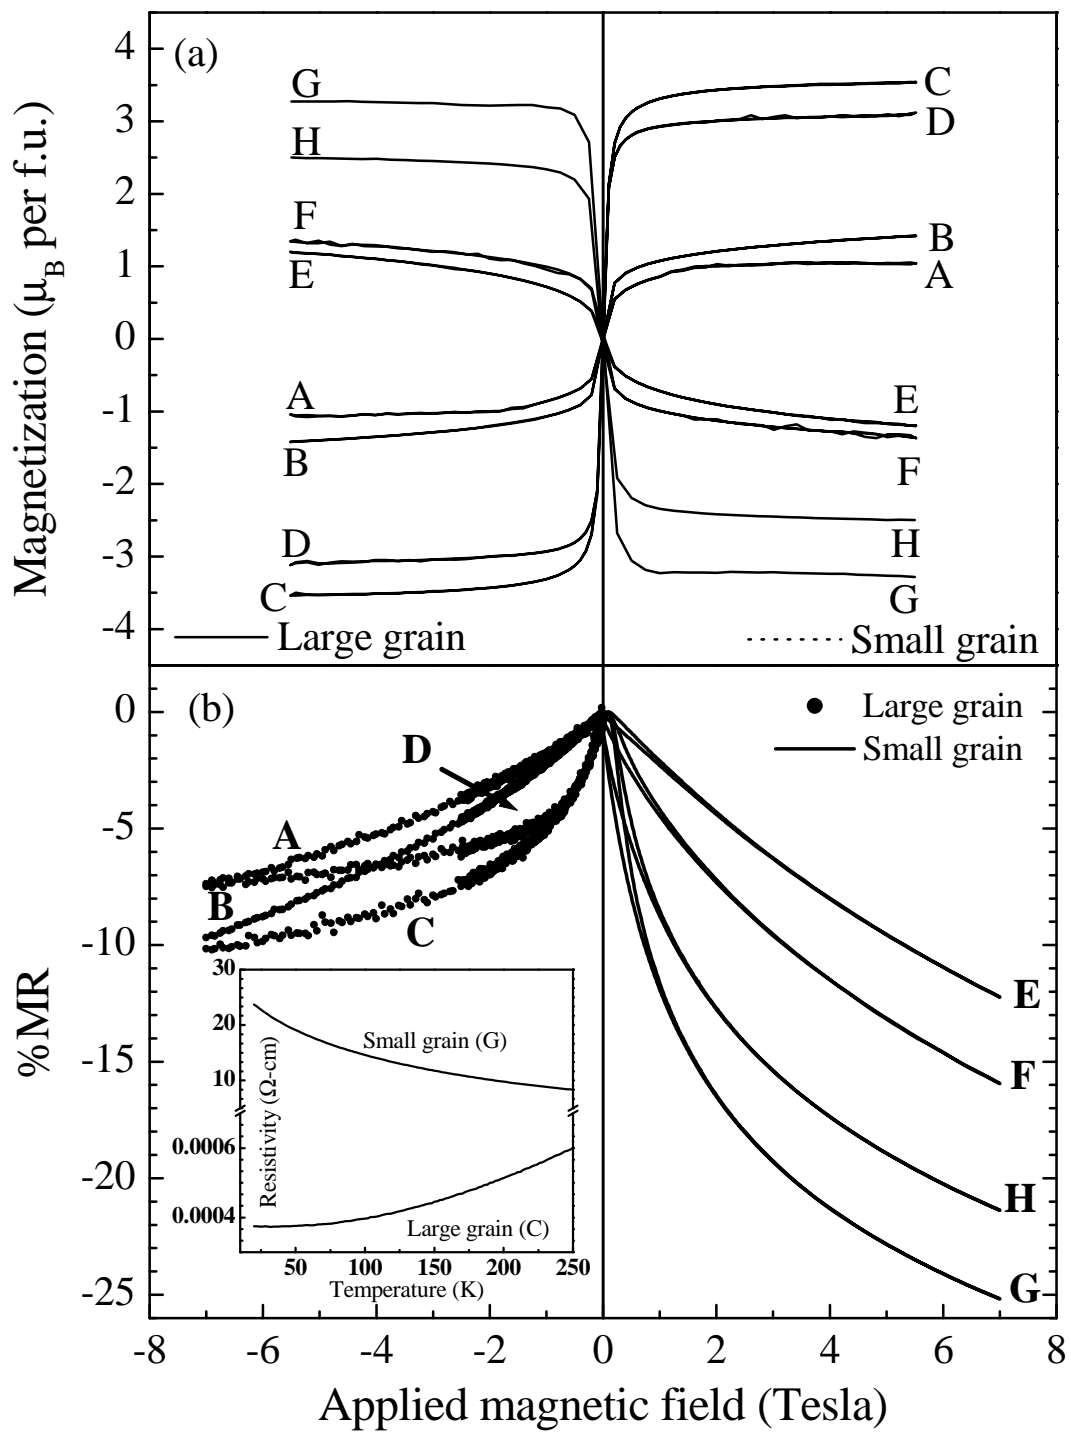 (a)
4
3
2
1
0
-1
-2
-3
-4
Magnetization (μB per f.u.)
G
H
F
E
A
B
D
C
C
D
B
A
E
F
H
G
Large grain
Small grain
(b)
0
-5
-10
-15
-20
-25
%MR
Large grain
Small grain
D
A
B
C
E
F
H
G
30
20
10
0.0006
0.0004
Resistivity (Ω-cm)
Small grain (G)
Large grain (C)
50 100 150 200 250
Temperature (K)
-8 -6 -4 -2 0 2 4 6 8
Applied magnetic field (Tesla)